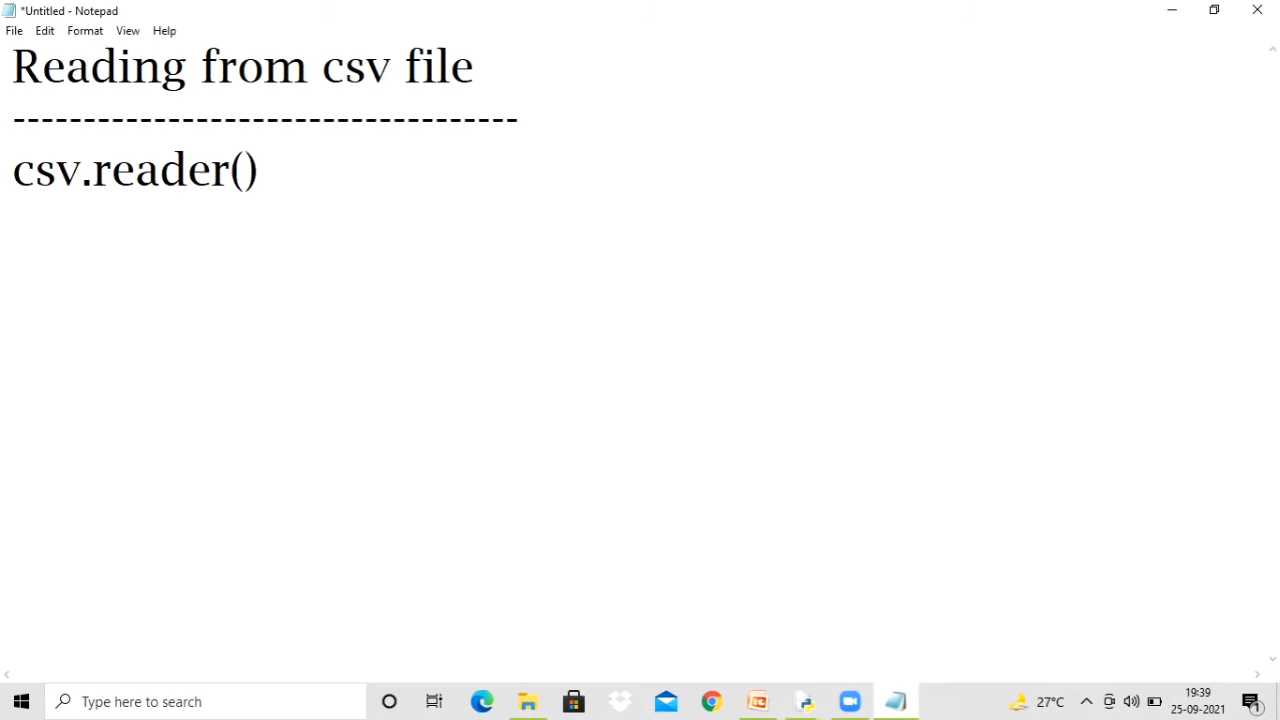 *Untitled - Notepad
File Edit Format View Help
Reading from csv file
------------------------------------
csv.reader()
Type here to search
27°C
19:39
25-09-2021
1